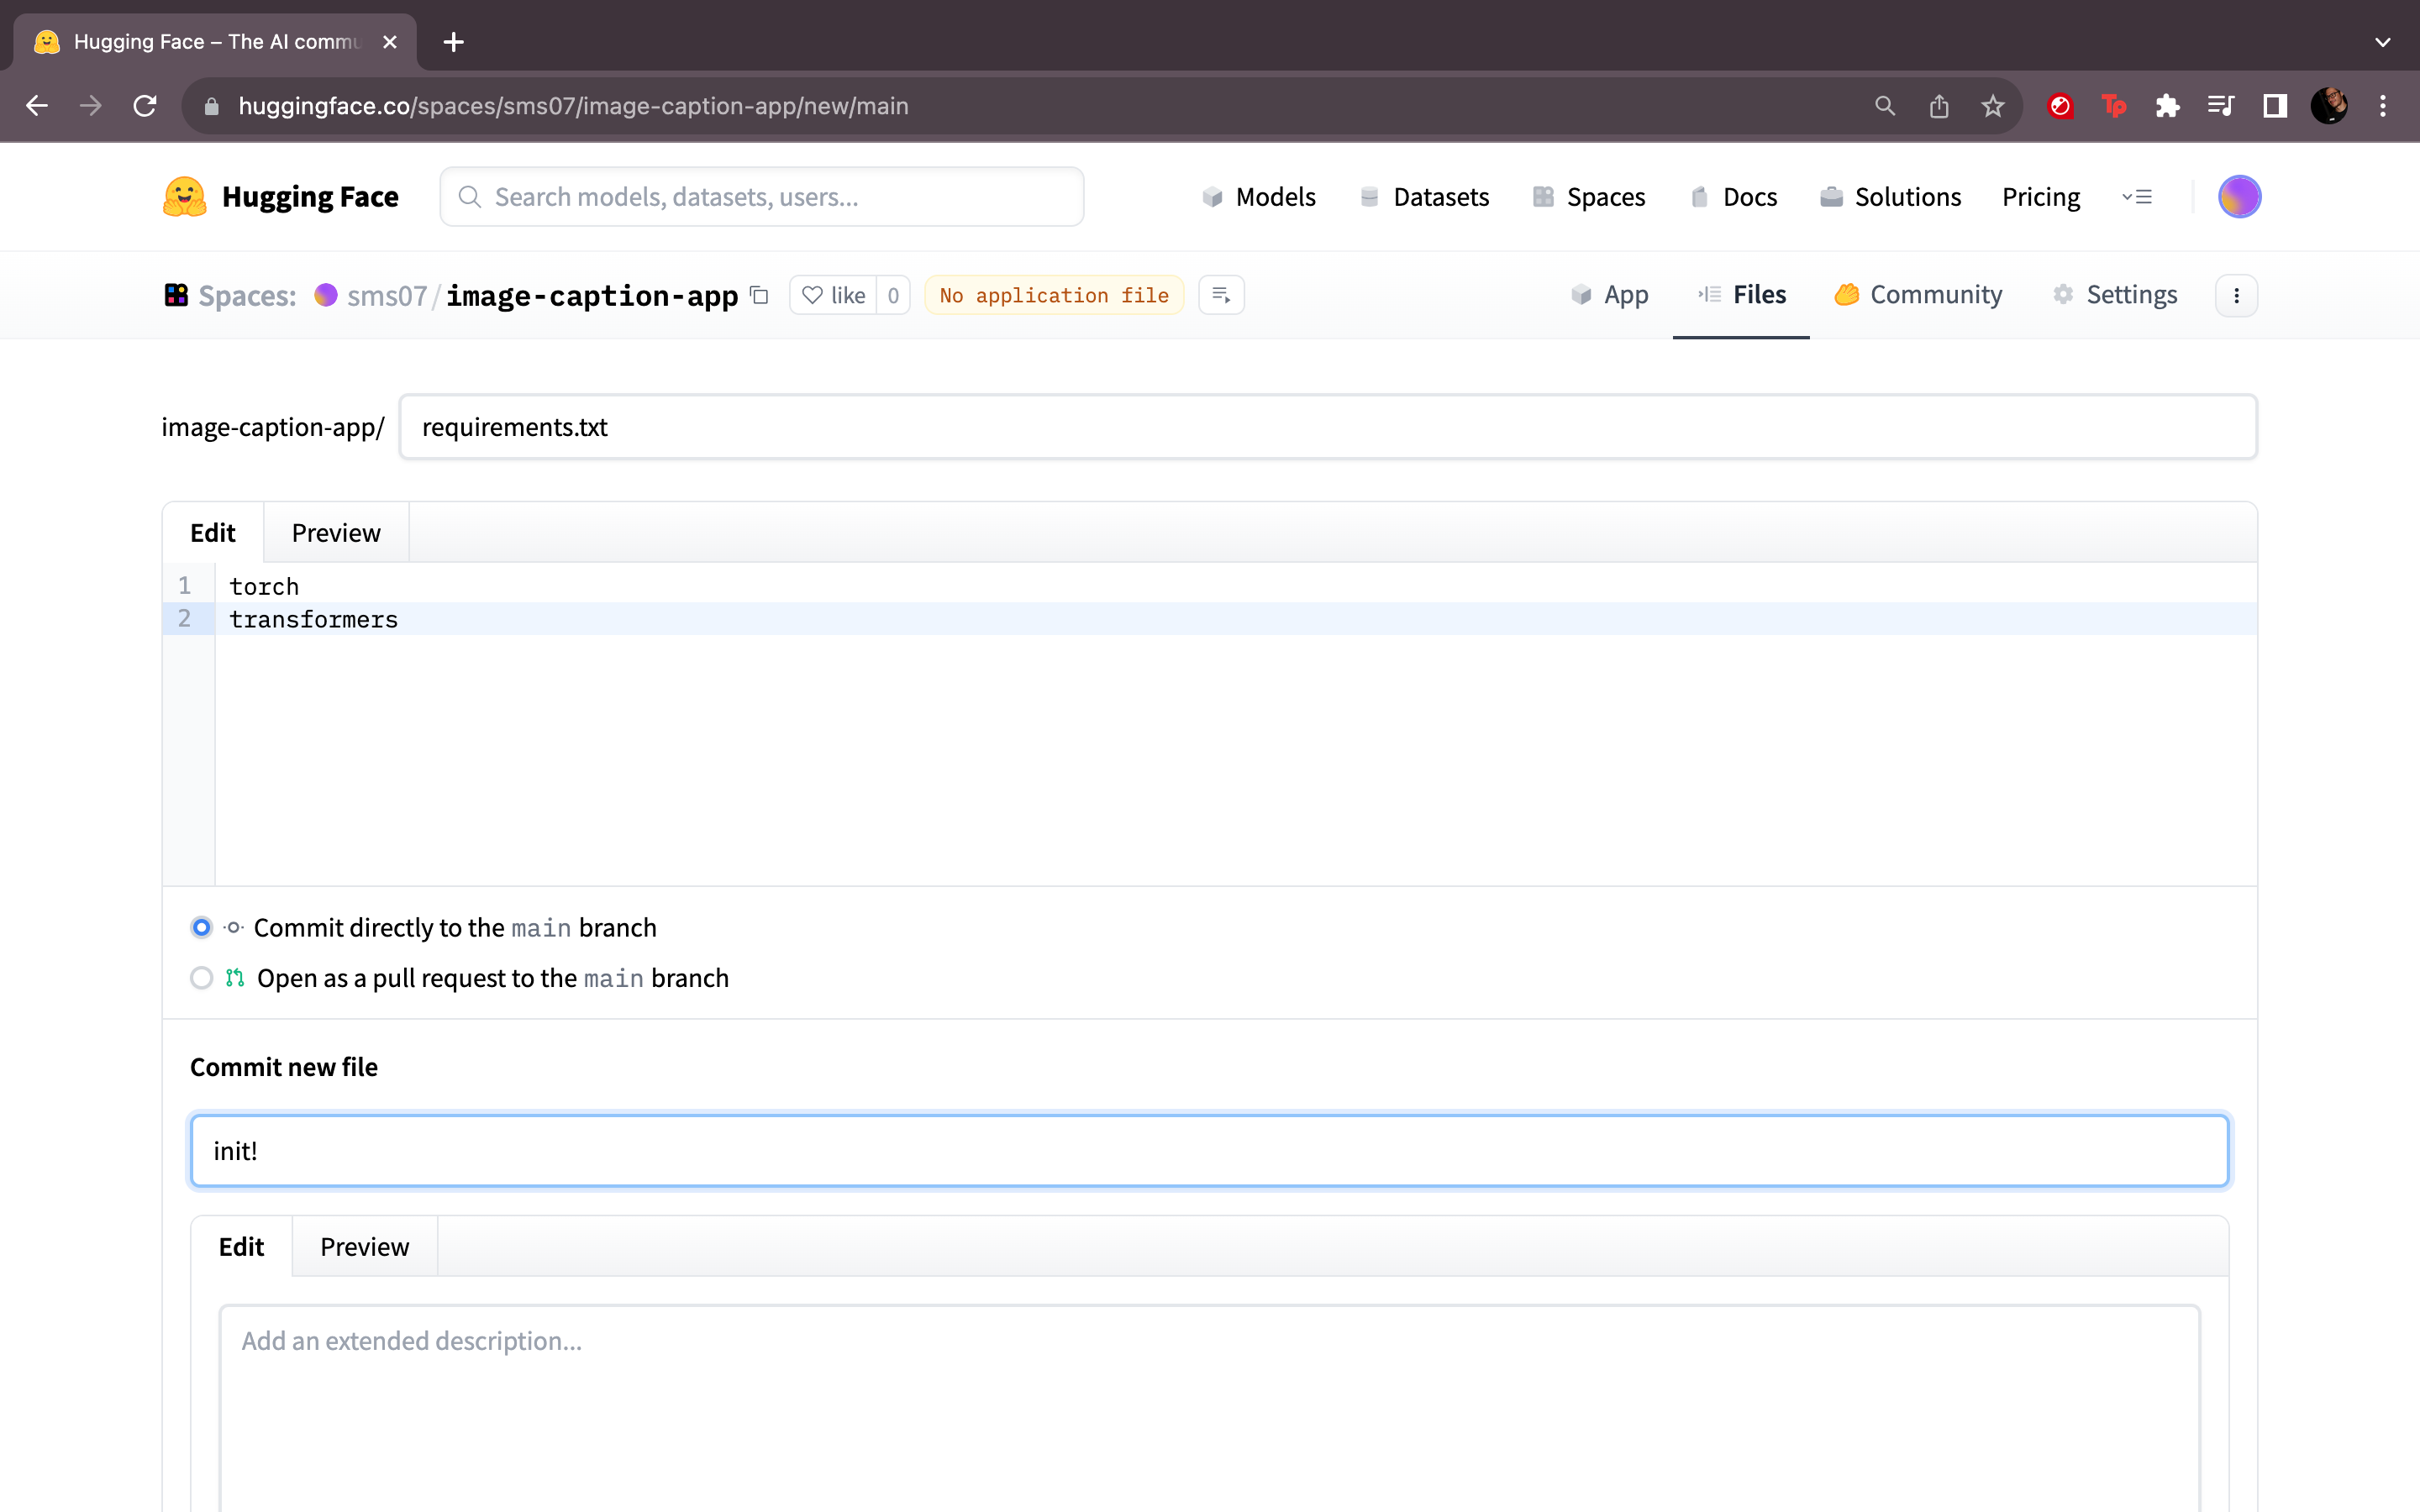 Hugging Face – The AI commu
huggingface.co/spaces/sms07/image-caption-app/new/main
Hugging Face
Search models, datasets, users...
Models
Datasets
Spaces
Docs
Solutions
Pricing
Spaces:
sms07/image-caption-app
like
0
No application file
App
Files
Community
Settings
image-caption-app/
requirements.txt
Edit
Preview
1 torch
2 transformers
Commit directly to the main branch
Open as a pull request to the main branch
Commit new file
init!
Edit
Preview
Add an extended description...